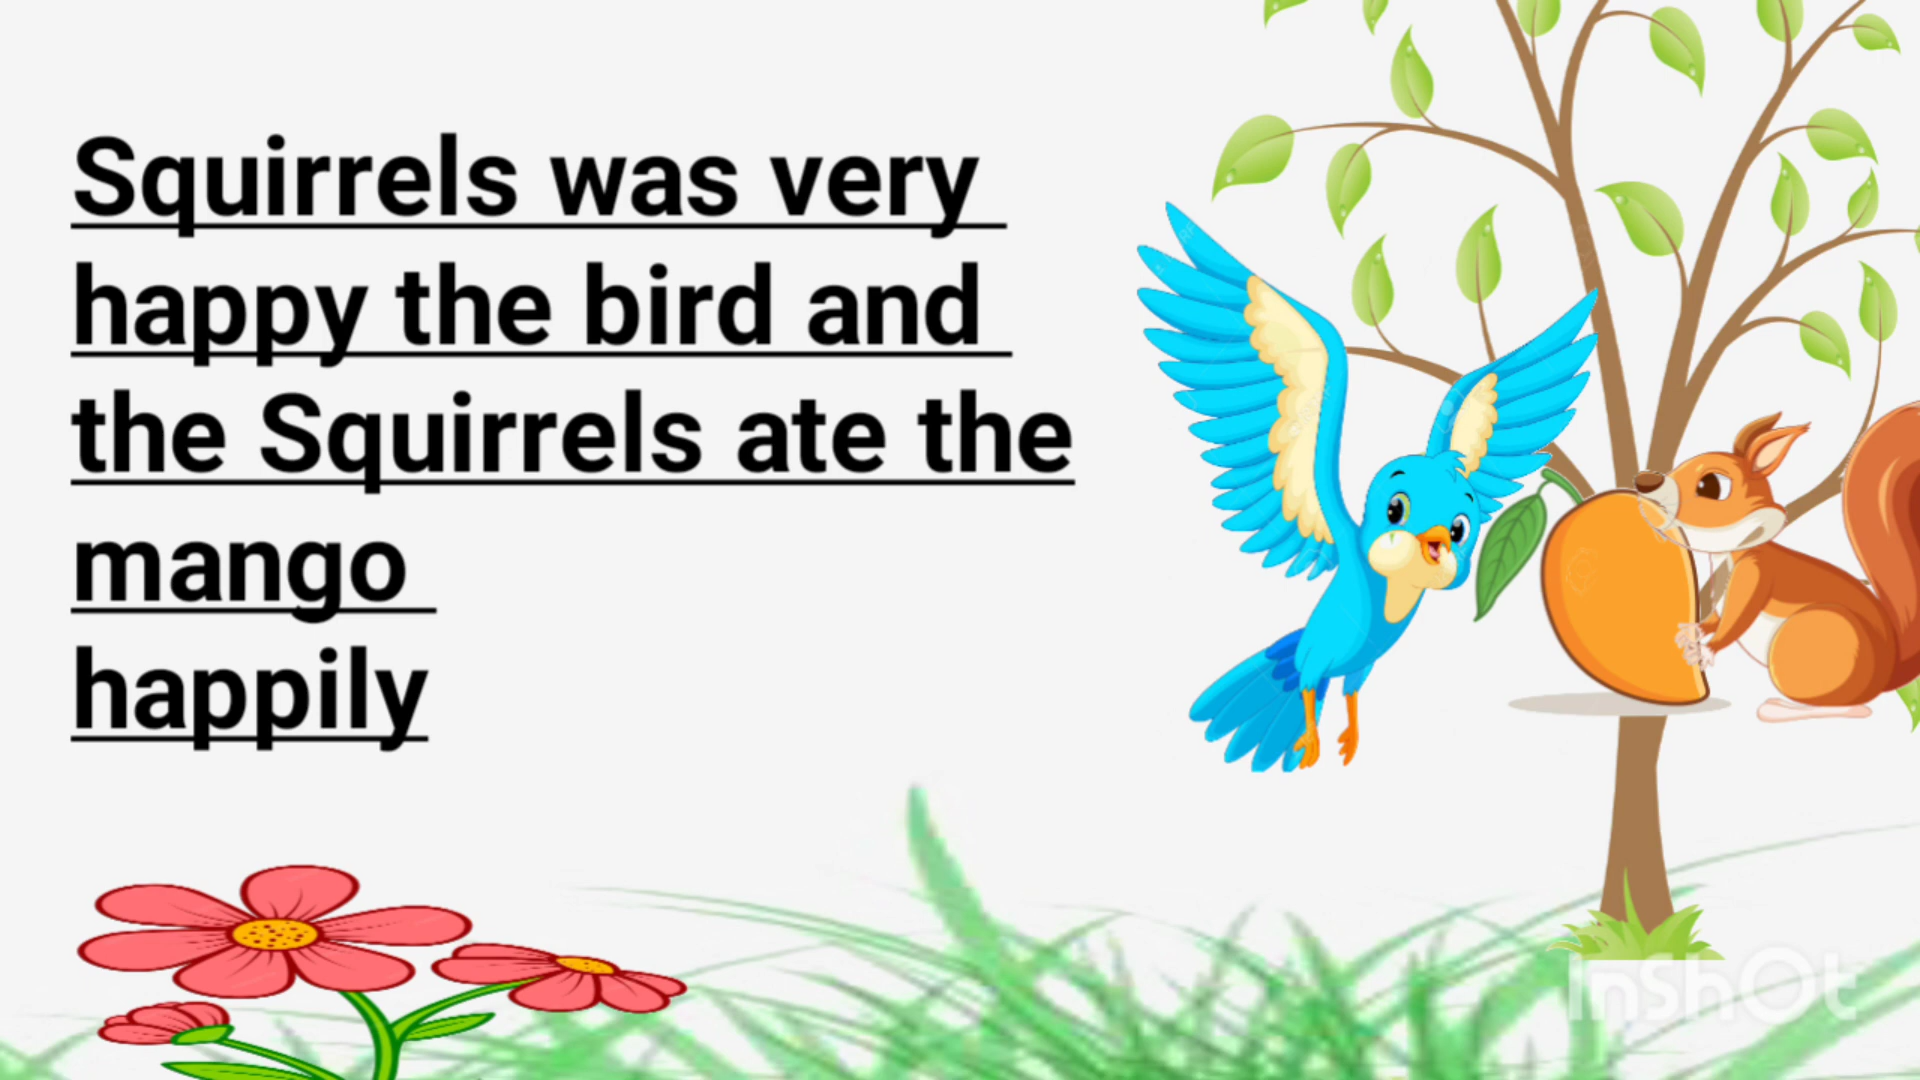 Squirrels was very
happy the bird and
the Squirrels ate the
mango
happily
InShOt